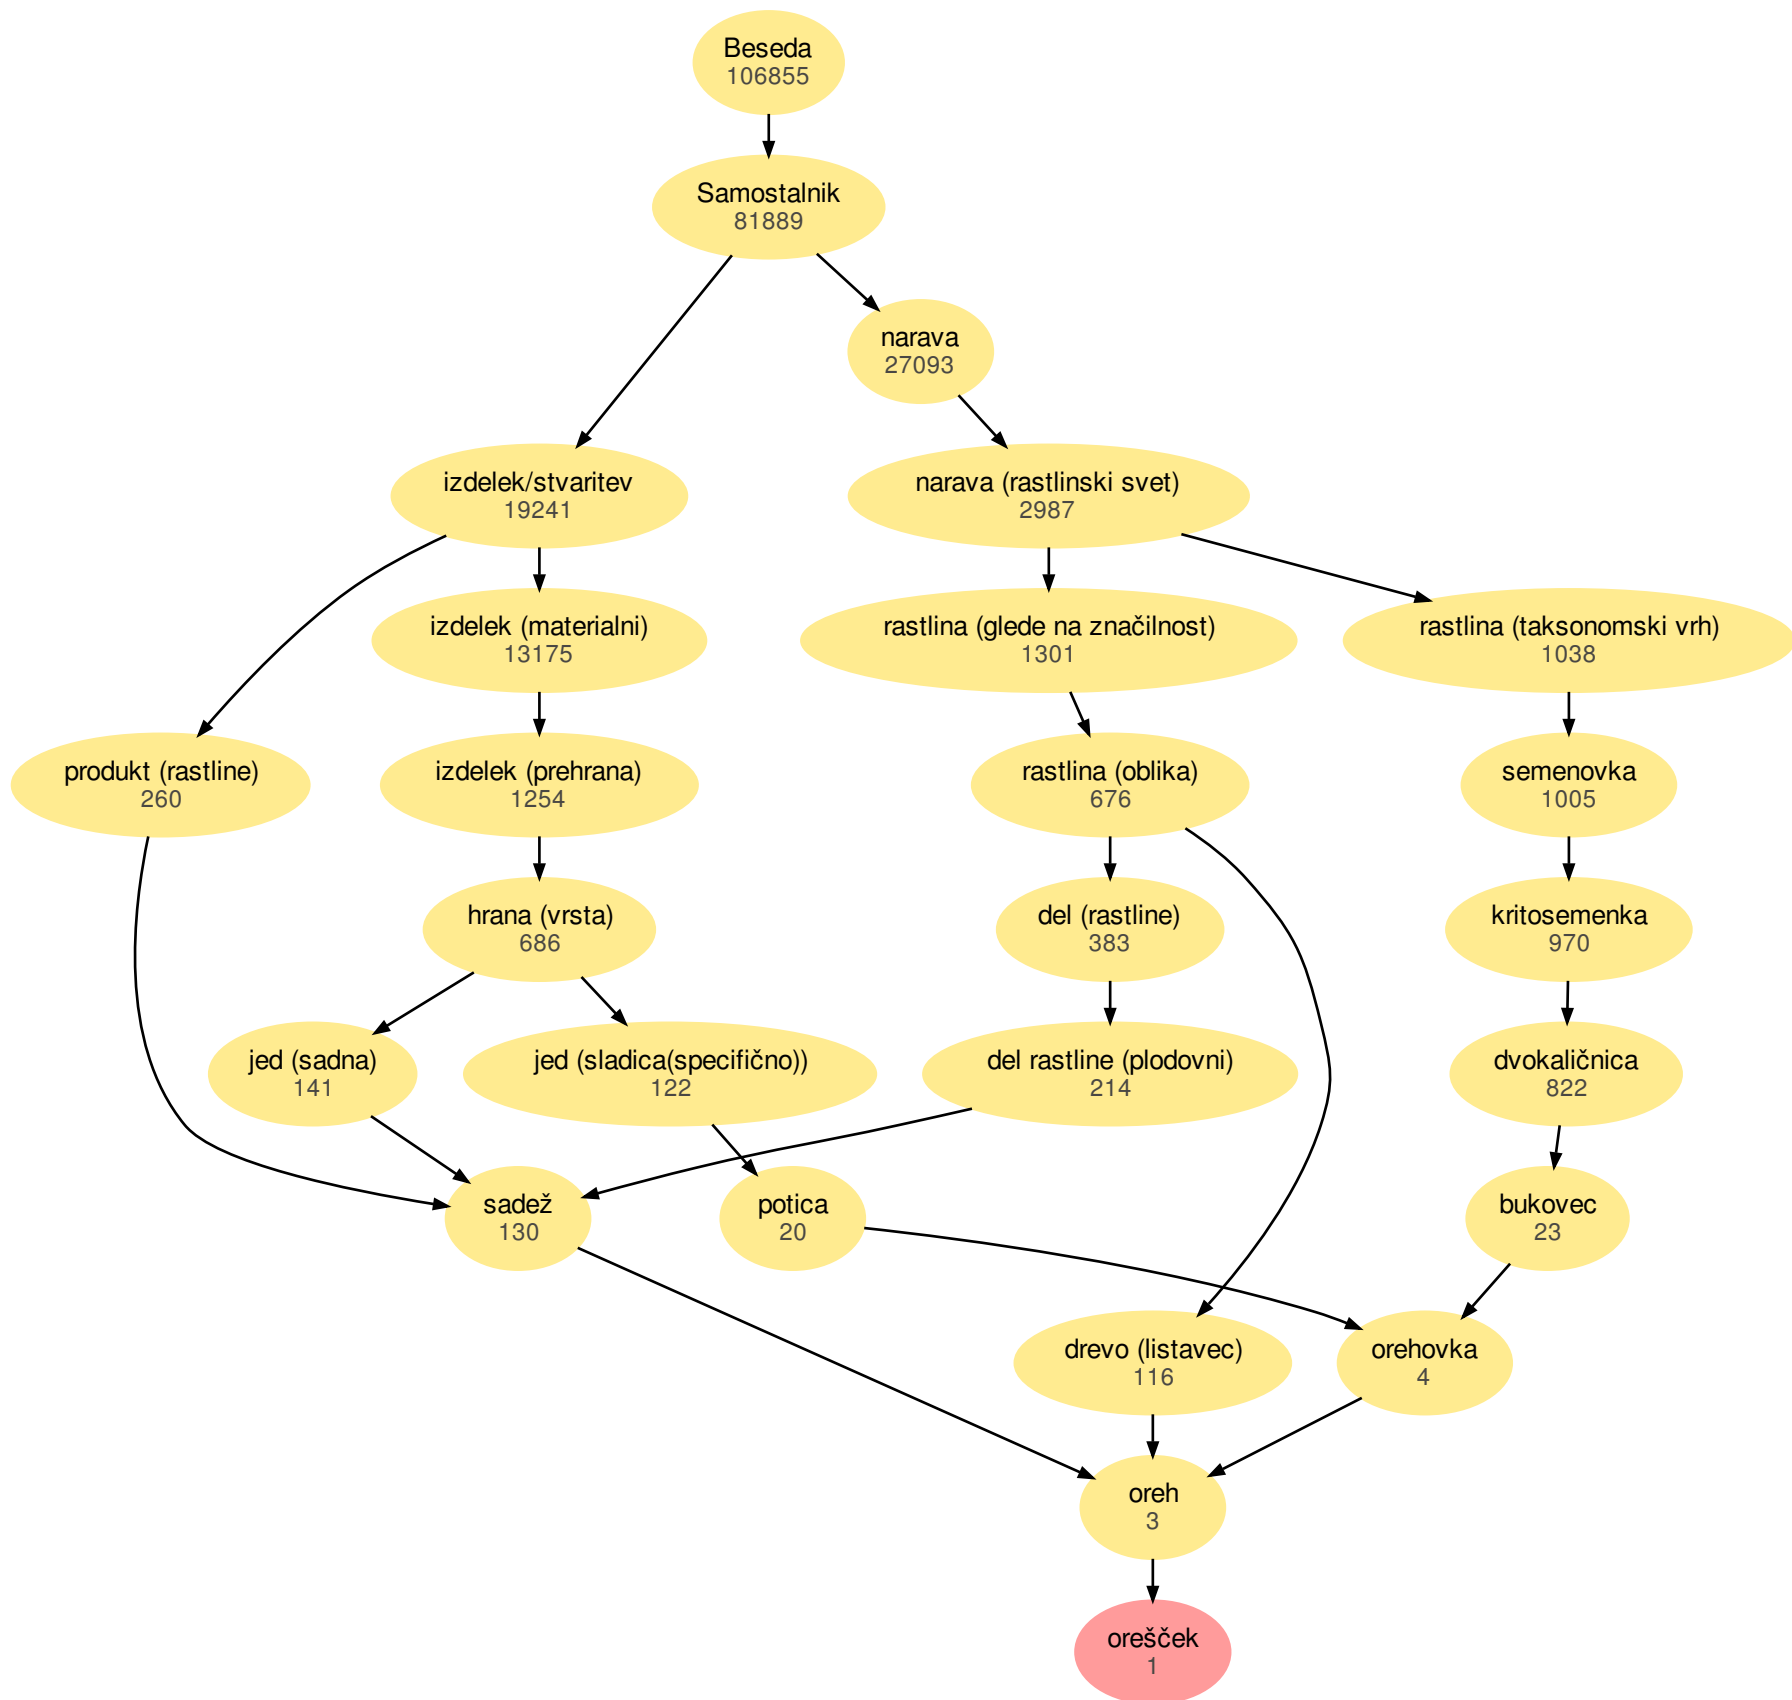 Beseda
106855
Samostalnik
81889
narava
27093
izdelek/stvaritev
19241
narava (rastlinski svet)
2987
izdelek (materialni)
13175
rastlina (glede na značilnost)
1301
rastlina (taksonomski vrh)
1038
produkt (rastline)
260
izdelek (prehrana)
1254
rastlina (oblika)
676
semenovka
1005
hrana (vrsta)
686
del (rastline)
383
kritosemenka
970
jed (sadna)
141
jed (sladica(specifično))
122
del rastline (plodovni)
214
dvokaličnica
822
sadež
130
potica
20
bukovec
23
drevo (listavec)
116
orehovka
4
oreh
3
orešček
1